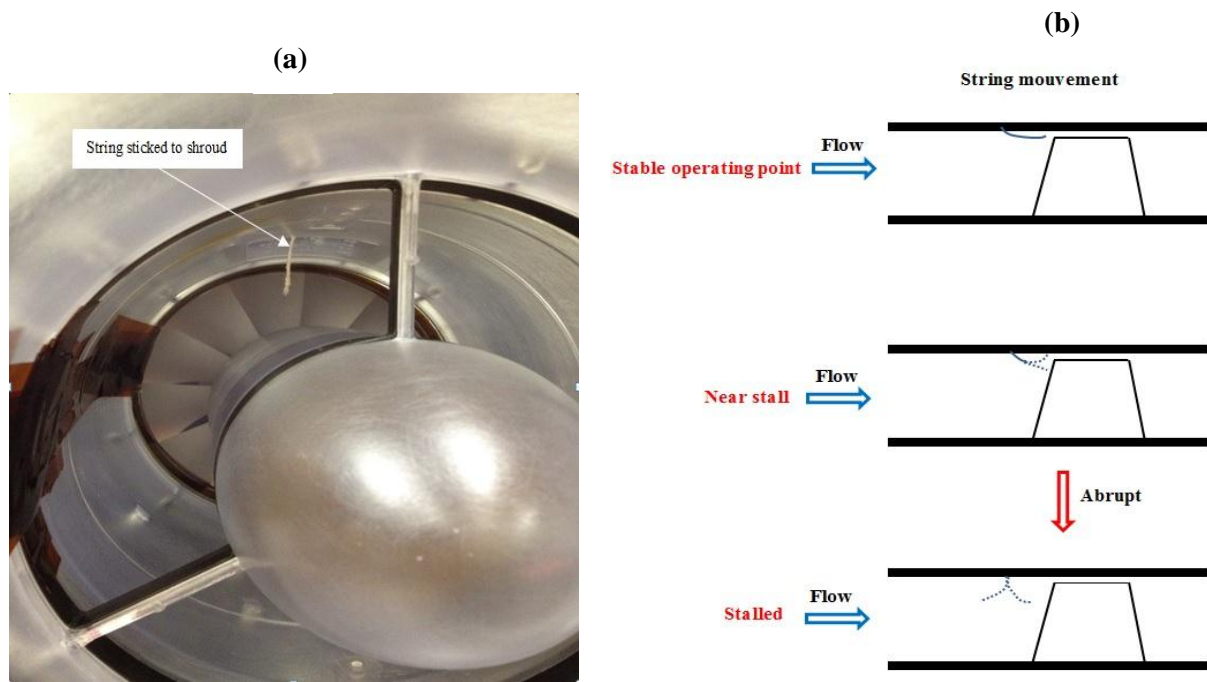 (a)
String sticked to shroud
(b)
String mouvement
Flow
Stable operating point
Flow
Near stall
Abrupt
Flow
Stalled